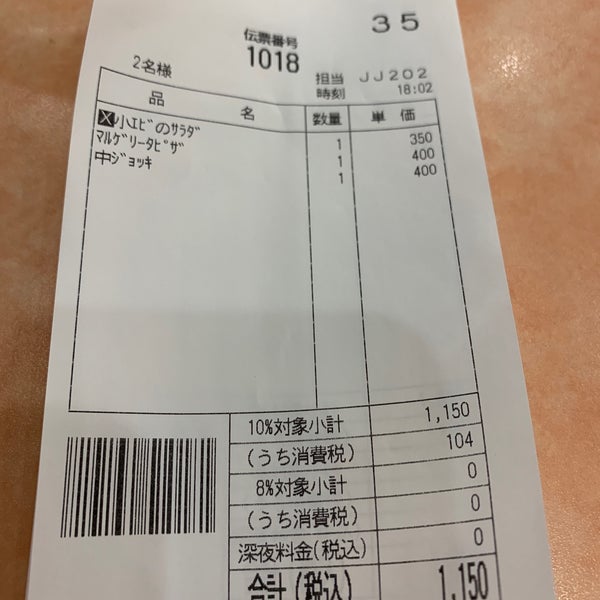 35
伝票番号
1018
2名様
担当 JJ202
時刻 18:02
品 名 数量 単価
小ｴﾋﾞのｻﾗﾀﾞ 1 350
ﾏﾙｹﾞﾘｰﾀﾋﾟｻﾞ 1 400
中ｼﾞｮｯｷ 1 400
10%対象小計 1,150
(うち消費税) 104
8%対象小計 0
(うち消費税) 0
深夜料金(税込) 0
合計(税込) 1,150